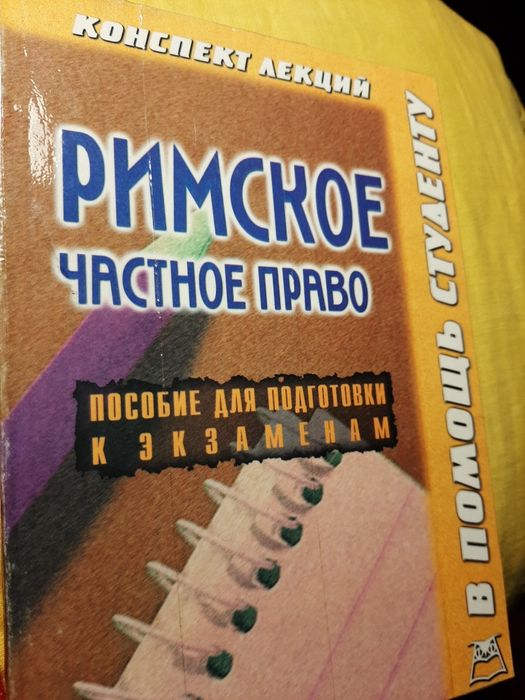 КОНСПЕКТ ЛЕКЦИЙ
РИМСКОЕ
ЧАСТНОЕ ПРАВО
ПОСОБИЕ ДЛЯ ПОДГОТОВКИ
К ЭКЗАМЕНАМ
В ПОМОЩЬ СТУДЕНТУ